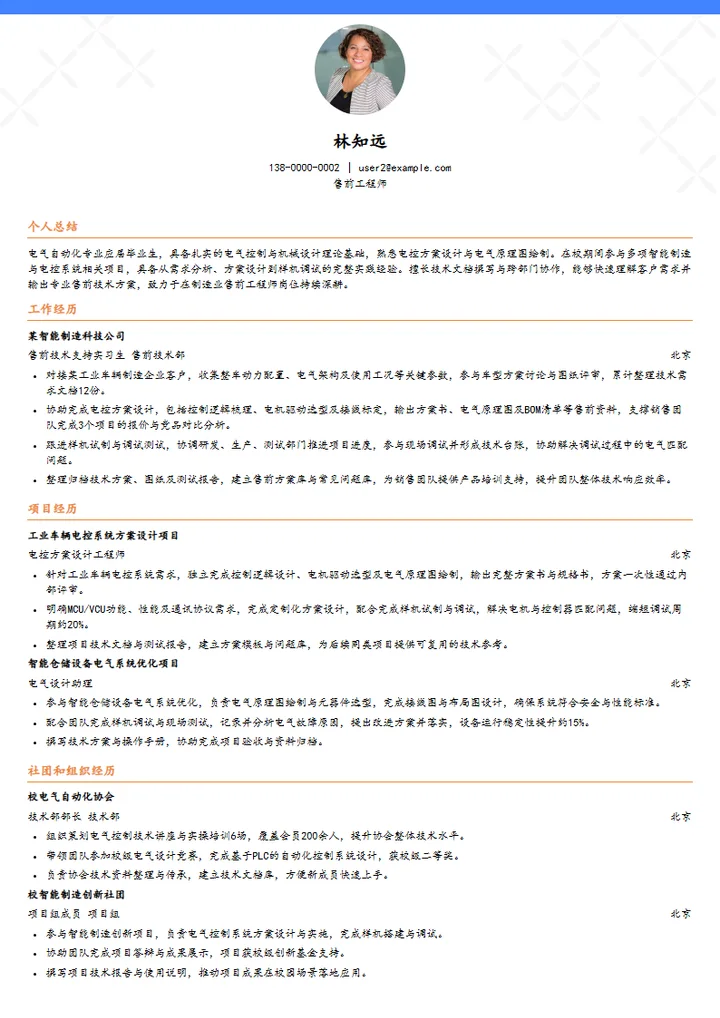 林知远
138-0000-0002 | user2@example.com
售前工程师
个人总结
电气自动化专业应届毕业生，具备扎实的电气控制与机械设计理论基础，熟悉电控方案设计与电气原理图绘制。在校期间参与多项智能制造
与电控系统相关项目，具备从需求分析、方案设计到样机调试的完整实践经验。擅长技术文档撰写与跨部门协作，能够快速理解客户需求并
输出专业售前技术方案，致力于在制造业售前工程师岗位持续深耕。
工作经历
某智能制造科技公司
售前技术支持实习生 售前技术部 北京
• 对接某工业车辆制造企业客户，收集整车动力配置、电气架构及使用工况等关键参数，参与车型方案讨论与图纸评审，累计整理技术需
求文档12份。
• 协助完成电控方案设计，包括控制逻辑梳理、电机驱动选型及接线标定，输出方案书、电气原理图及BOM清单等售前资料，支撑销售团
队完成3个项目的报价与竞品对比分析。
• 跟进样机试制与调试测试，协调研发、生产、测试部门推进项目进度，参与现场调试并形成技术台账，协助解决调试过程中的电气匹配
问题。
• 整理归档技术方案、图纸及测试报告，建立售前方案库与常见问题库，为销售团队提供产品培训支持，提升团队整体技术响应效率。
项目经历
工业车辆电控系统方案设计项目
电控方案设计工程师 北京
• 针对工业车辆电控系统需求，独立完成控制逻辑设计、电机驱动选型及电气原理图绘制，输出完整方案书与规格书，方案一次性通过内
部评审。
• 明确MCU/VCU功能、性能及通讯协议需求，完成定制化方案设计，配合完成样机试制与调试，解决电机与控制器匹配问题，缩短调试周
期约20%。
• 整理项目技术文档与测试报告，建立方案模板与问题库，为后续同类项目提供可复用的技术参考。
智能仓储设备电气系统优化项目
电气设计助理 北京
• 参与智能仓储设备电气系统优化，负责电气原理图绘制与元器件选型，完成接线图与布局图设计，确保系统符合安全与性能标准。
• 配合团队完成样机调试与现场测试，记录并分析电气故障原因，提出改进方案并落实，设备运行稳定性提升约15%。
• 撰写技术方案与操作手册，协助完成项目验收与资料归档。
社团和组织经历
校电气自动化协会
技术部部长 技术部 北京
• 组织策划电气控制技术讲座与实操培训6场，覆盖会员200余人，提升协会整体技术水平。
• 带领团队参加校级电气设计竞赛，完成基于PLC的自动化控制系统设计，获校级二等奖。
• 负责协会技术资料整理与传承，建立技术文档库，方便新成员快速上手。
校智能制造创新社团
项目组成员 项目组 北京
• 参与智能制造创新项目，负责电气控制系统方案设计与实施，完成样机搭建与调试。
• 协助团队完成项目答辩与成果展示，项目获校级创新基金支持。
• 撰写项目技术报告与使用说明，推动项目成果在校园场景落地应用。